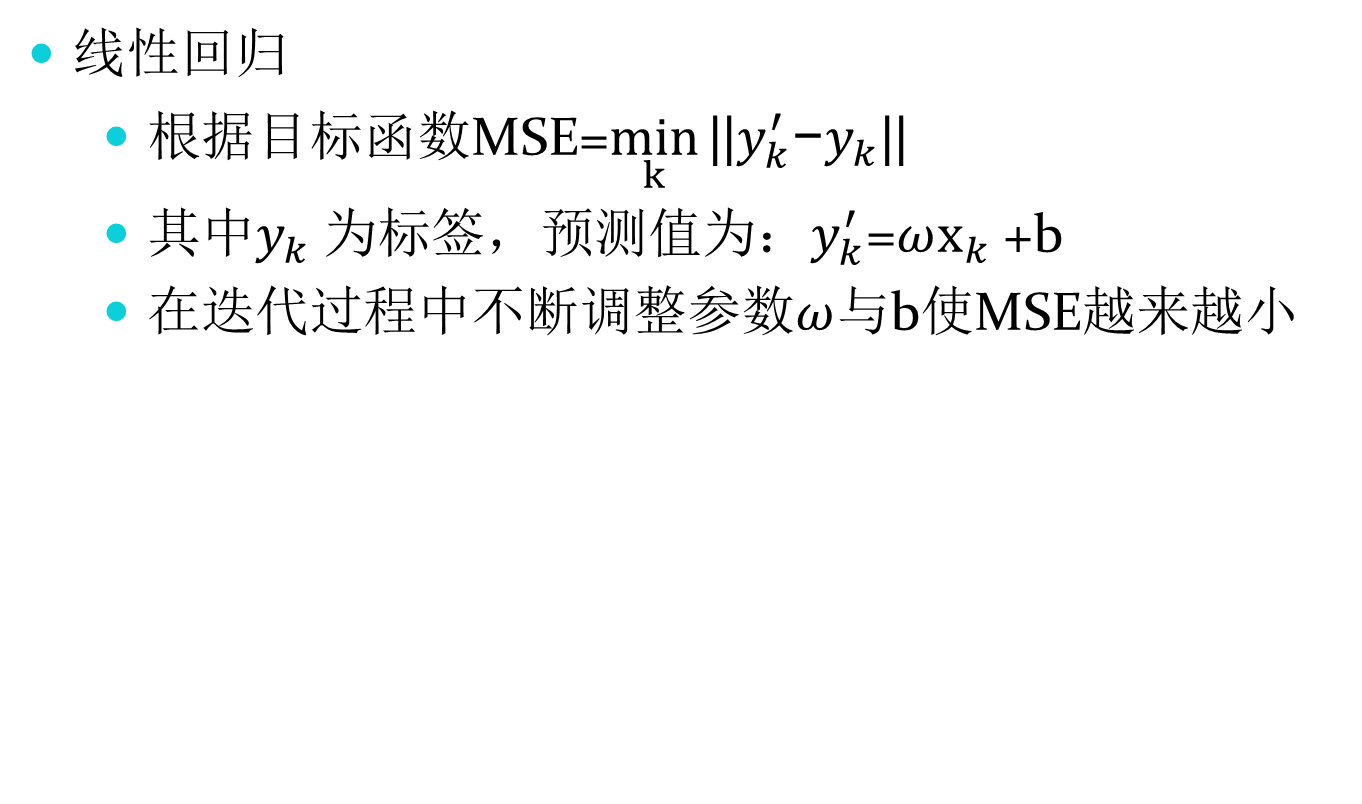 • 线性回归
• 根据目标函数MSE=min ||y′ₖ−yₖ||
k
• 其中yₖ 为标签，预测值为：y′ₖ=ωxₖ +b
• 在迭代过程中不断调整参数ω与b使MSE越来越小